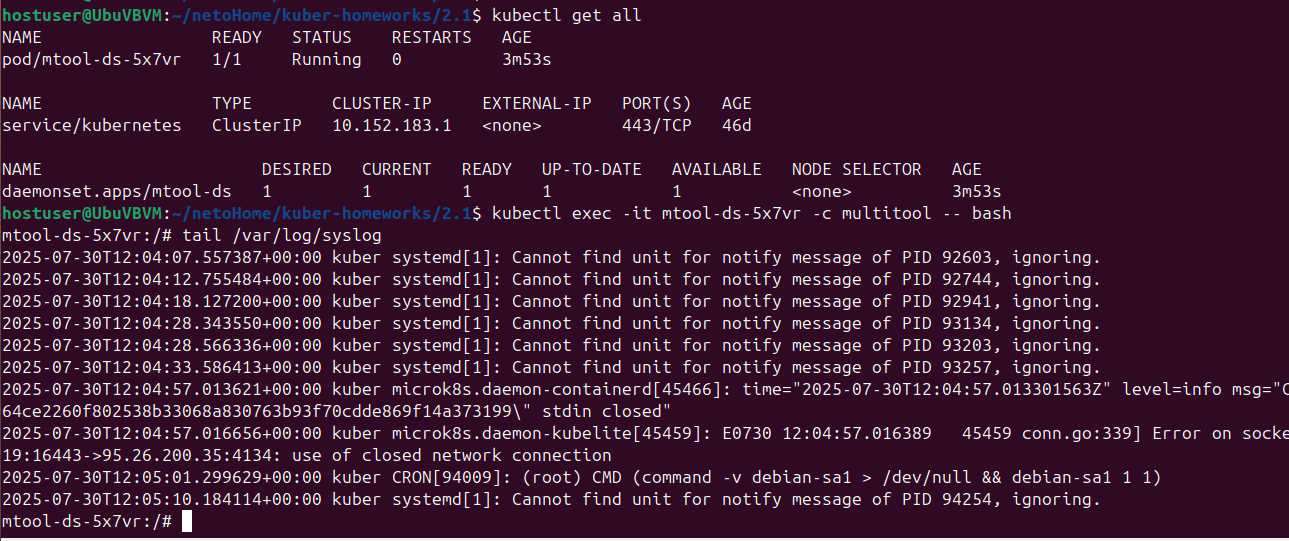 hostuser@UbuVBVM:~/netoHome/kuber-homeworks/2.1$ kubectl get all
NAME                 READY   STATUS    RESTARTS   AGE
pod/mtool-ds-5x7vr   1/1     Running   0          3m53s

NAME                 TYPE        CLUSTER-IP     EXTERNAL-IP   PORT(S)   AGE
service/kubernetes   ClusterIP   10.152.183.1   <none>        443/TCP   46d

NAME                      DESIRED   CURRENT   READY   UP-TO-DATE   AVAILABLE   NODE SELECTOR   AGE
daemonset.apps/mtool-ds   1         1         1       1            1           <none>          3m53s
hostuser@UbuVBVM:~/netoHome/kuber-homeworks/2.1$ kubectl exec -it mtool-ds-5x7vr -c multitool -- bash
mtool-ds-5x7vr:/# tail /var/log/syslog
2025-07-30T12:04:07.557387+00:00 kuber systemd[1]: Cannot find unit for notify message of PID 92603, ignoring.
2025-07-30T12:04:12.755484+00:00 kuber systemd[1]: Cannot find unit for notify message of PID 92744, ignoring.
2025-07-30T12:04:18.127200+00:00 kuber systemd[1]: Cannot find unit for notify message of PID 92941, ignoring.
2025-07-30T12:04:28.343550+00:00 kuber systemd[1]: Cannot find unit for notify message of PID 93134, ignoring.
2025-07-30T12:04:28.566336+00:00 kuber systemd[1]: Cannot find unit for notify message of PID 93203, ignoring.
2025-07-30T12:04:33.586413+00:00 kuber systemd[1]: Cannot find unit for notify message of PID 93257, ignoring.
2025-07-30T12:04:57.013621+00:00 kuber microk8s.daemon-containerd[45466]: time="2025-07-30T12:04:57.013301563Z" level=info msg="C
64ce2260f802538b33068a830763b93f70cdde869f14a373199\" stdin closed"
2025-07-30T12:04:57.016656+00:00 kuber microk8s.daemon-kubelite[45459]: E0730 12:04:57.016389   45459 conn.go:339] Error on socke
19:16443->95.26.200.35:4134: use of closed network connection
2025-07-30T12:05:01.299629+00:00 kuber CRON[94009]: (root) CMD (command -v debian-sa1 > /dev/null && debian-sa1 1 1)
2025-07-30T12:05:10.184114+00:00 kuber systemd[1]: Cannot find unit for notify message of PID 94254, ignoring.
mtool-ds-5x7vr:/#